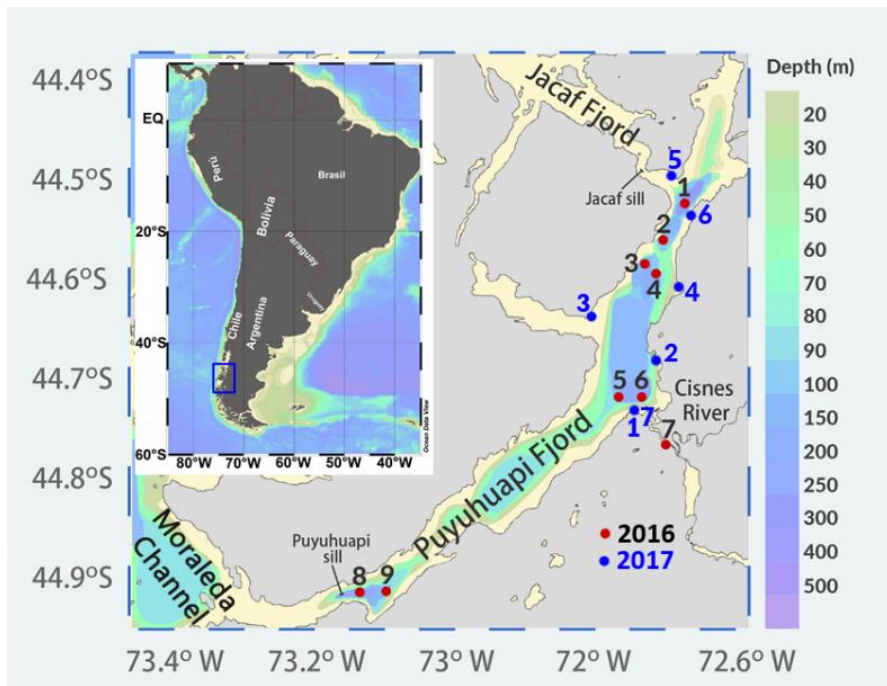 44.4°S
44.5°S
44.6°S
44.7°S
44.8°S
44.9°S
73.4° W
73.2° W
73° W
72° W
72.6° W
EQ
20°S
40°S
60°S
80°W
70°W
60°W
50°W
40°W
Perú
Brasil
Bolivia
Paraguay
Uruguay
Chile
Argentina
Ocean Data View
Jacaf Fjord
Jacaf sill
5
1
6
2
3
4
4
3
2
5 6
1
7
7
Cisnes
River
Puyuhuapi Fjord
Puyuhuapi
sill
8 9
Moraleda
Channel
2016
2017
Depth (m)
20
30
40
50
60
70
80
90
100
150
200
250
300
400
500